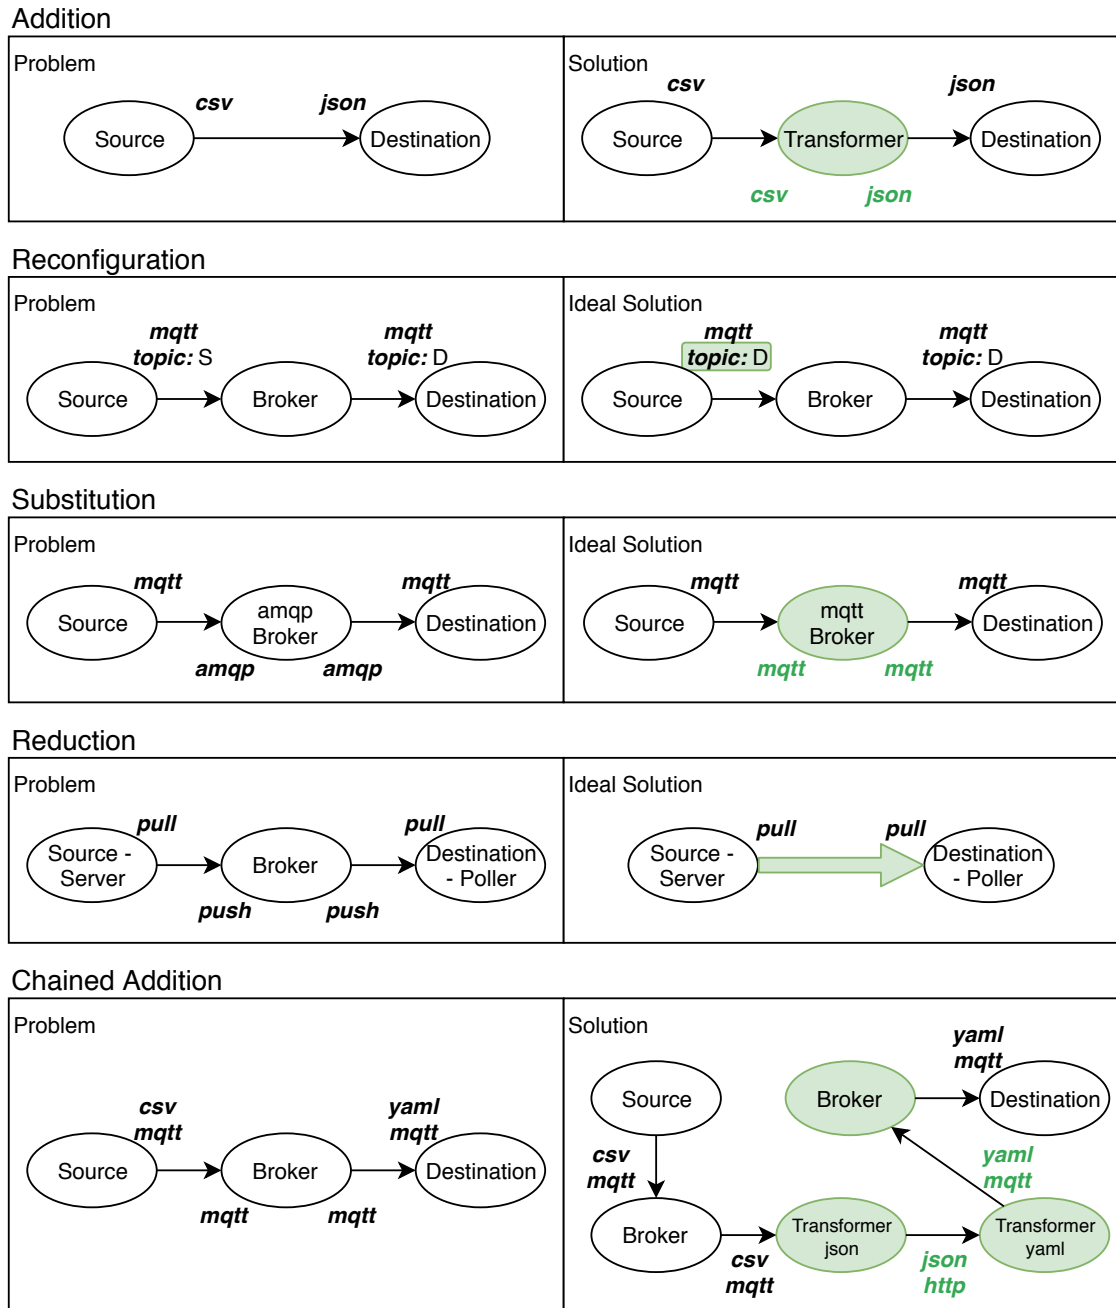 Addition
Problem
csv
json
Source
Destination
Solution
csv
json
Source
Transformer
Destination
csv
json
Reconfiguration
Problem
mqtt
topic: S
mqtt
topic: D
Source
Broker
Destination
Ideal Solution
mqtt
topic: D
mqtt
topic: D
Source
Broker
Destination
Substitution
Problem
mqtt
mqtt
Source
amqp
Broker
Destination
amqp
amqp
Ideal Solution
mqtt
mqtt
Source
mqtt
Broker
Destination
mqtt
mqtt
Reduction
Problem
pull
pull
Source -
Server
Broker
Destination
- Poller
push
push
Ideal Solution
pull
pull
Source -
Server
Destination
- Poller
Chained Addition
Problem
csv
mqtt
yaml
mqtt
Source
Broker
Destination
mqtt
mqtt
Solution
yaml
mqtt
Source
Broker
Destination
csv
mqtt
yaml
mqtt
Broker
Transformer
json
Transformer
yaml
csv
mqtt
json
http